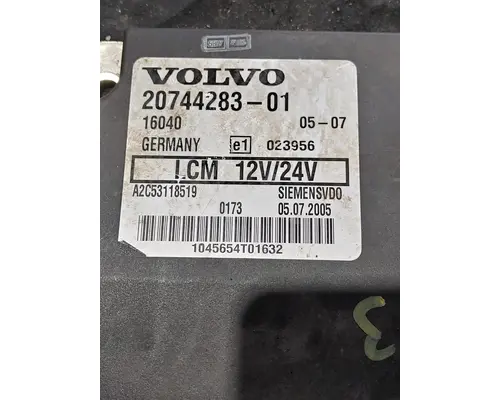 VOLVO
20744283-01
16040 05-07
GERMANY e1 023956
LCM 12V/24V
A2C53118519 SIEMENSVDO
0173 05.07.2005
1045654T01632
3